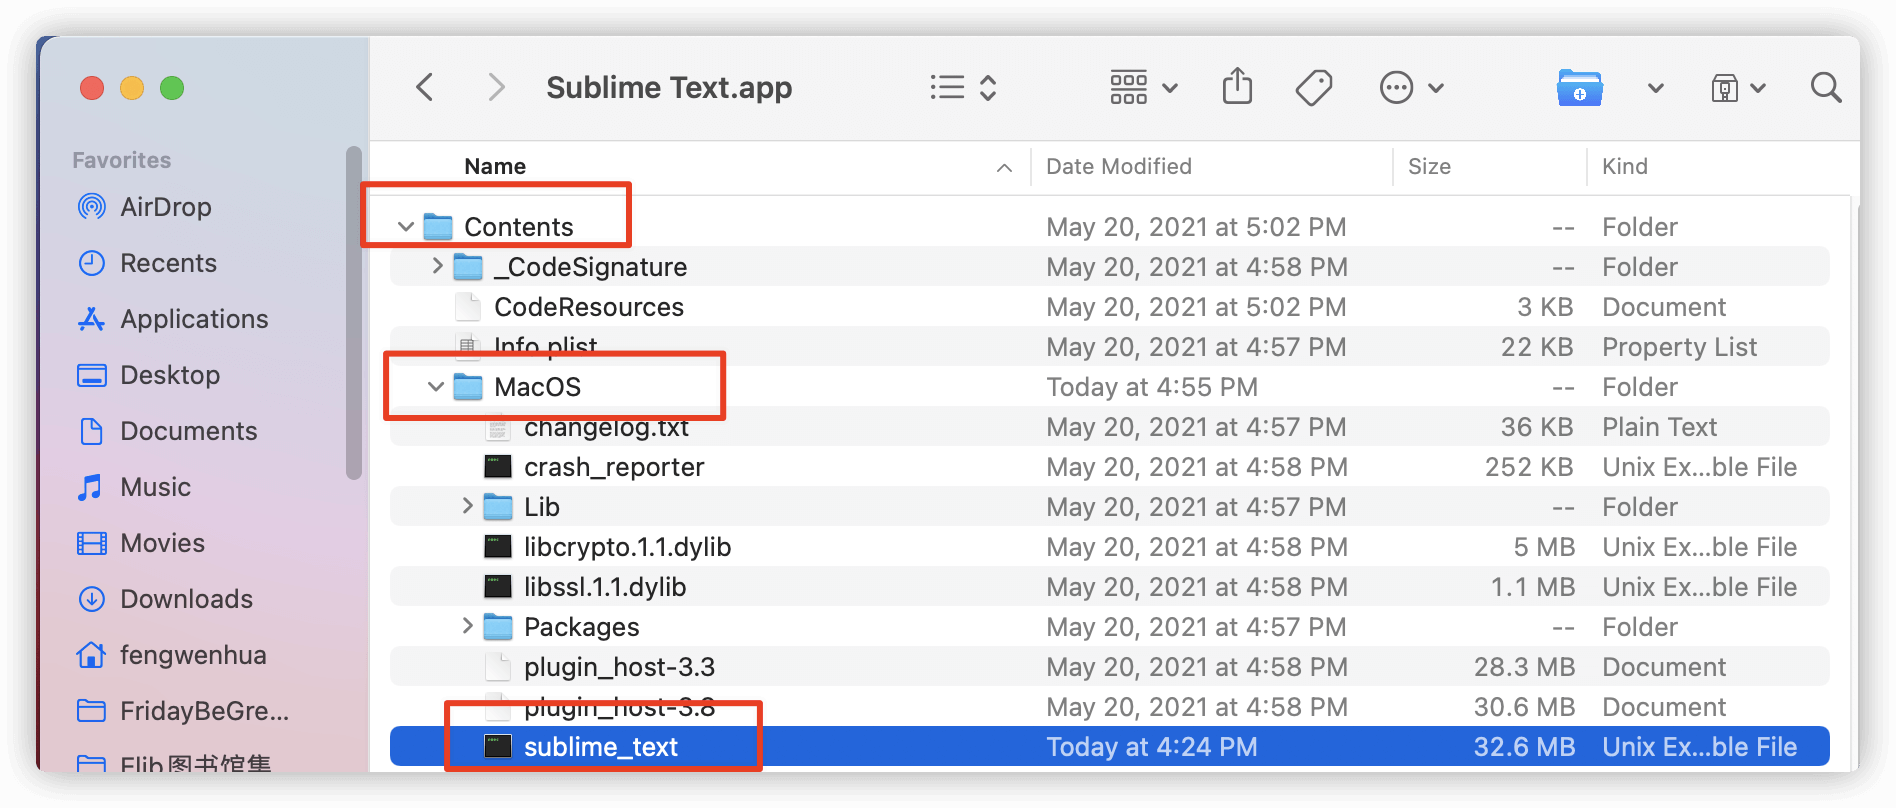 Sublime Text.app
Favorites
AirDrop
Recents
Applications
Desktop
Documents
Music
Movies
Downloads
fengwenhua
FridayBeGre...
Flib图书馆集
Name Date Modified Size Kind
Contents May 20, 2021 at 5:02 PM -- Folder
_CodeSignature May 20, 2021 at 4:58 PM -- Folder
CodeResources May 20, 2021 at 5:02 PM 3 KB Document
Info.plist May 20, 2021 at 4:57 PM 22 KB Property List
MacOS Today at 4:55 PM -- Folder
changelog.txt May 20, 2021 at 4:57 PM 36 KB Plain Text
crash_reporter May 20, 2021 at 4:58 PM 252 KB Unix Ex...ble File
Lib May 20, 2021 at 4:57 PM -- Folder
libcrypto.1.1.dylib May 20, 2021 at 4:58 PM 5 MB Unix Ex...ble File
libssl.1.1.dylib May 20, 2021 at 4:58 PM 1.1 MB Unix Ex...ble File
Packages May 20, 2021 at 4:57 PM -- Folder
plugin_host-3.3 May 20, 2021 at 4:58 PM 28.3 MB Document
plugin_host-3.8 May 20, 2021 at 4:58 PM 30.6 MB Document
sublime_text Today at 4:24 PM 32.6 MB Unix Ex...ble File